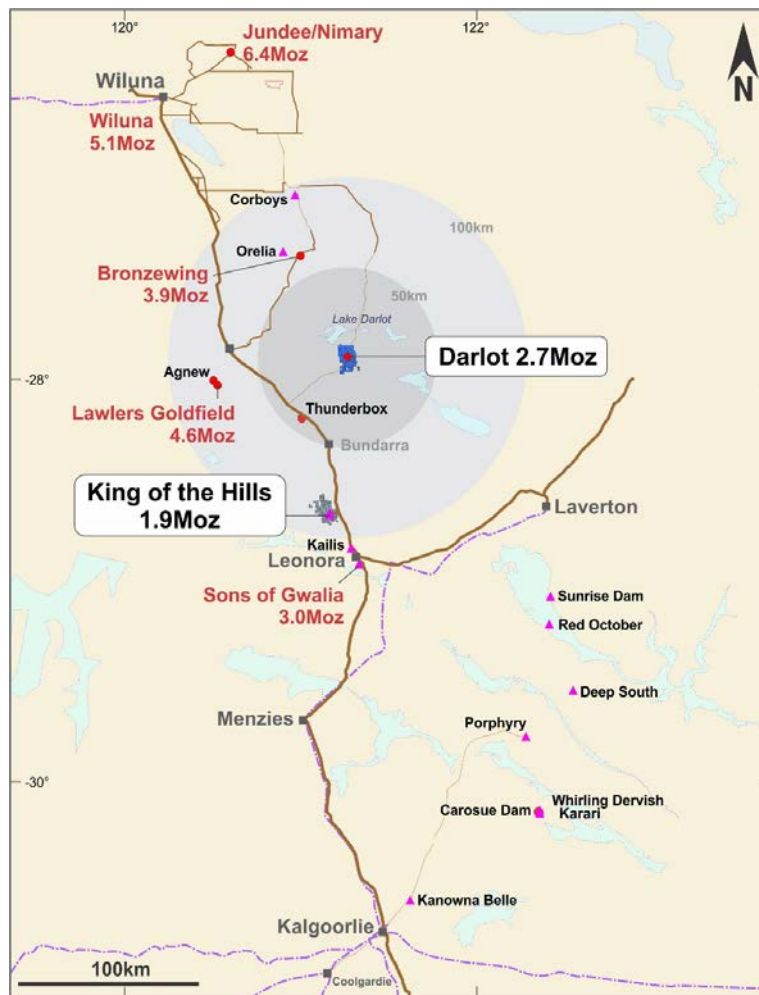 120
122
Jundee/Nimary
6.4Moz
N
Wiluna
Wiluna
5.1Moz
Corboys
100km
Orelia
Bronzewing
3.9Moz
50km
Lake Darlot
Darlot 2.7Moz
-28
Agnew
Lawlers Goldfield
4.6Moz
Thunderbox
Bundarra
King of the Hills
1.9Moz
Laverton
Kailis
Leonora
Sons of Gwalia
3.0Moz
Sunrise Dam
Red October
Deep South
Menzies
Porphyry
-30
Carosue Dam
Whirling Dervish
Karari
Kanowna Belle
Kalgoorlie
100km
Coolgardie